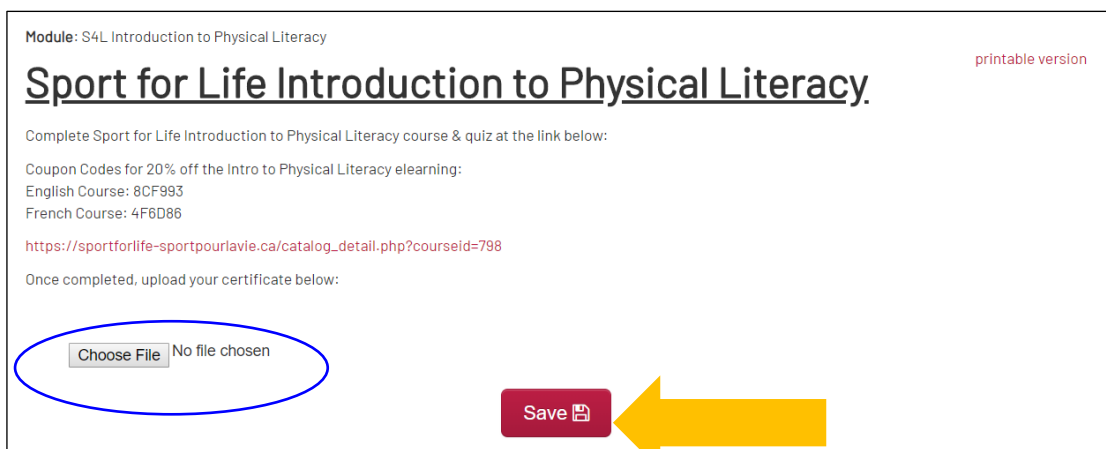 Module: S4L Introduction to Physical Literacy
printable version
Sport for Life Introduction to Physical Literacy
Complete Sport for Life Introduction to Physical Literacy course & quiz at the link below:
Coupon Codes for 20% off the Intro to Physical Literacy elearning:
English Course: 8CF993
French Course: 4F6D86
https://sportforlife-sportpourlavie.ca/catalog_detail.php?courseid=798
Once completed, upload your certificate below:
Choose File No file chosen
Save